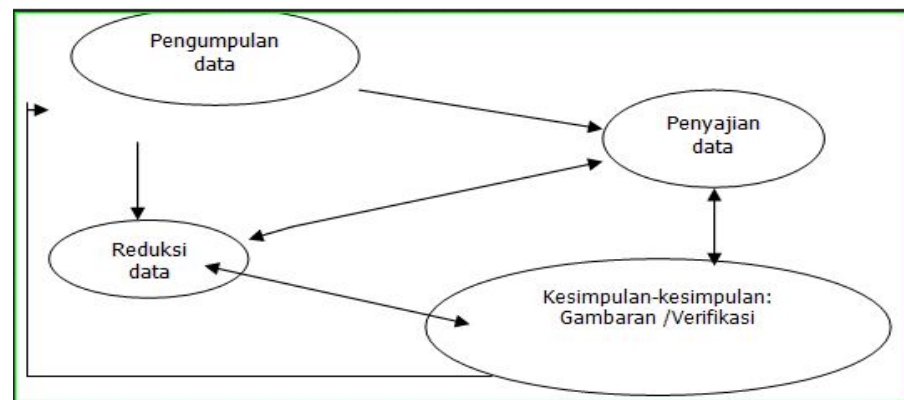 Pengumpulan
data
Penyajian
data
Reduksi
data
Kesimpulan-kesimpulan:
Gambaran /Verifikasi